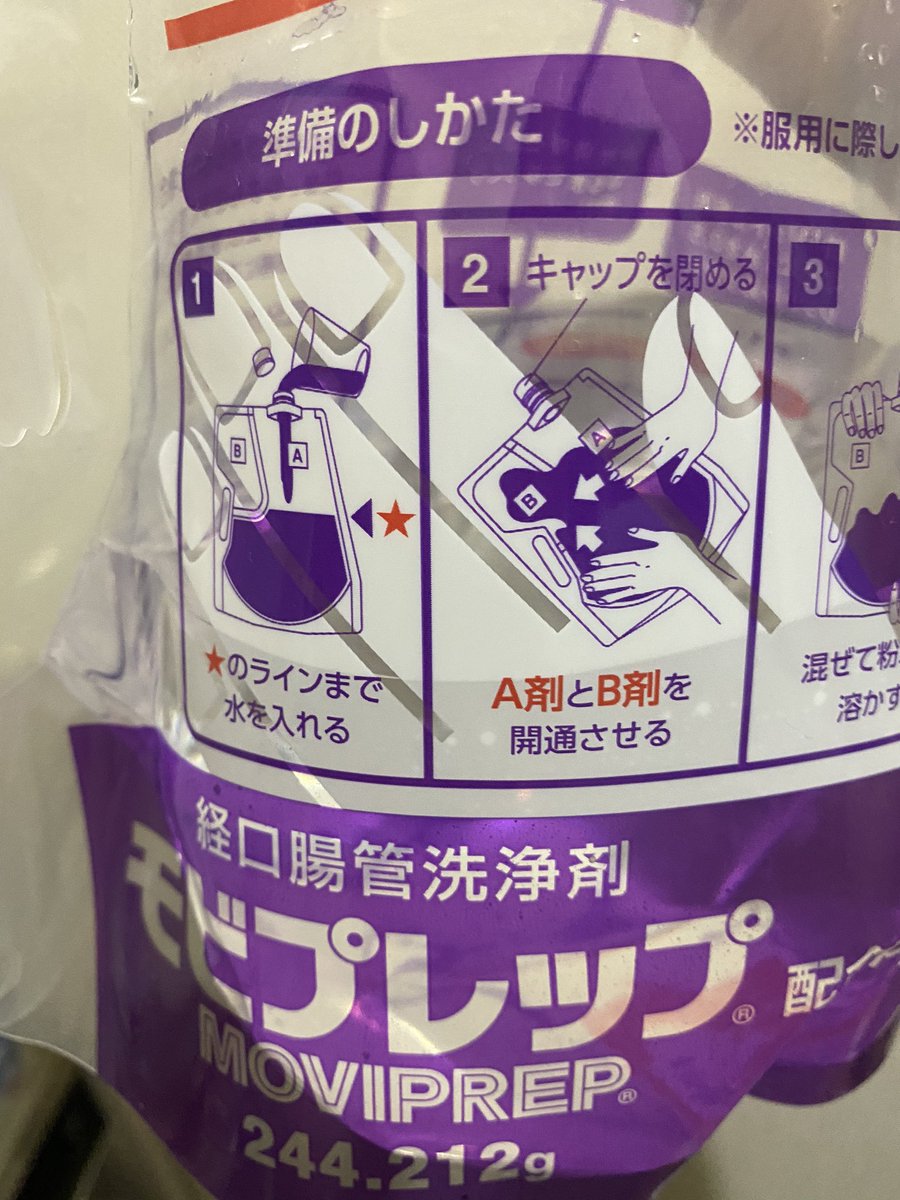 準備のしかた
※服用に際し
1
B
A
★
★のラインまで
水を入れる
2 キャップを閉める
A
B
A剤とB剤を
開通させる
3
B
混ぜて粉
溶かす
経口腸管洗浄剤
モビプレップ® 配
MOVIPREP®
244.212g